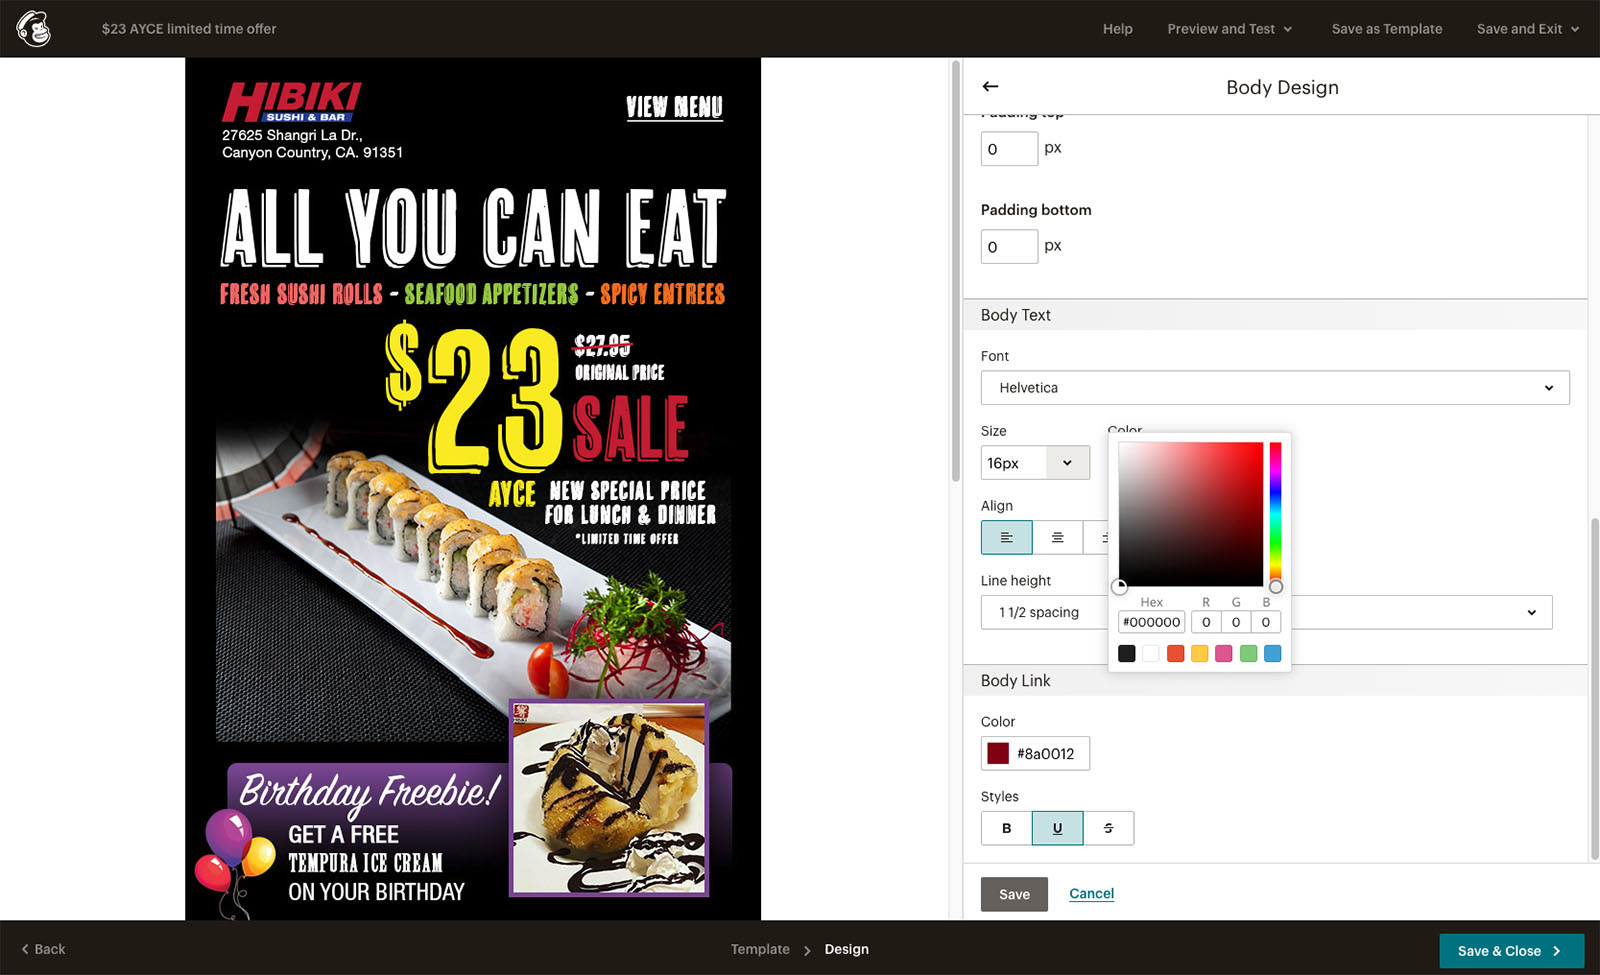 $23 AYCE limited time offer
Help
Preview and Test
Save as Template
Save and Exit
HIBIKI
SUSHI & BAR
27625 Shangri La Dr.,
Canyon Country, CA. 91351
VIEW MENU
ALL YOU CAN EAT
FRESH SUSHI ROLLS - SEAFOOD APPETIZERS - SPICY ENTREES
$23
$27.95
ORIGINAL PRICE
SALE
AYCE
NEW SPECIAL PRICE
FOR LUNCH & DINNER
*LIMITED TIME OFFER
Birthday Freebie!
GET A FREE
TEMPURA ICE CREAM
ON YOUR BIRTHDAY
Body Design
Padding top
0 px
Padding bottom
0 px
Body Text
Font
Helvetica
Size
Color
16px
Align
Line height
1 1/2 spacing
Hex R G B
#000000 0 0 0
Body Link
Color
#8a0012
Styles
B U S
Save
Cancel
Back
Template
Design
Save & Close